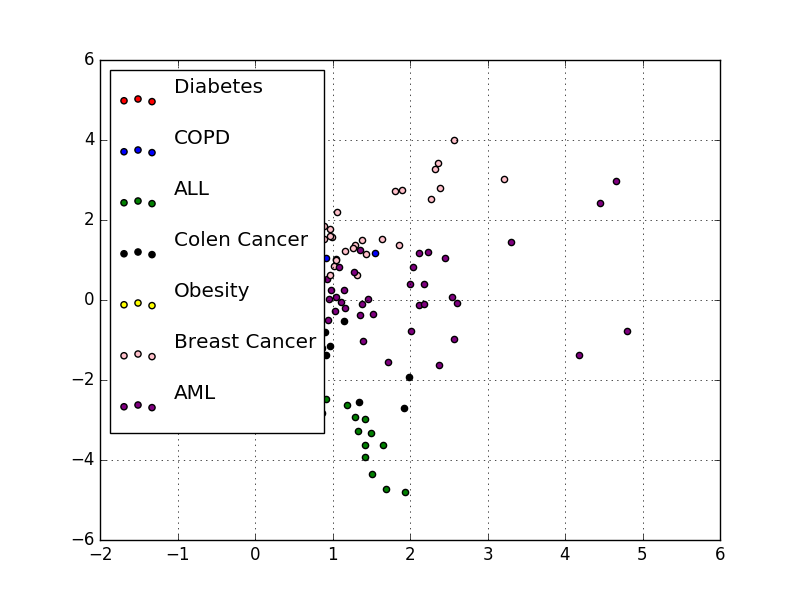 6
4
2
0
−2
−4
−6
−2 −1 0 1 2 3 4 5 6
Diabetes
COPD
ALL
Colen Cancer
Obesity
Breast Cancer
AML